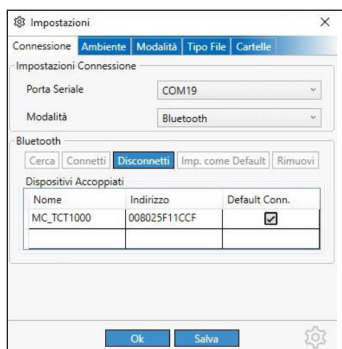 Impostazioni
Connessione Ambiente Modalità Tipo File Cartelle
Impostazioni Connessione
Porta Seriale COM19
Modalità Bluetooth
Bluetooth
Cerca Connetti Disconnetti Imp. come Default Rimuovi
Dispositivi Accoppiati
Nome Indirizzo Default Conn.
MC_TCT1000 008025F11CCF
Ok Salva